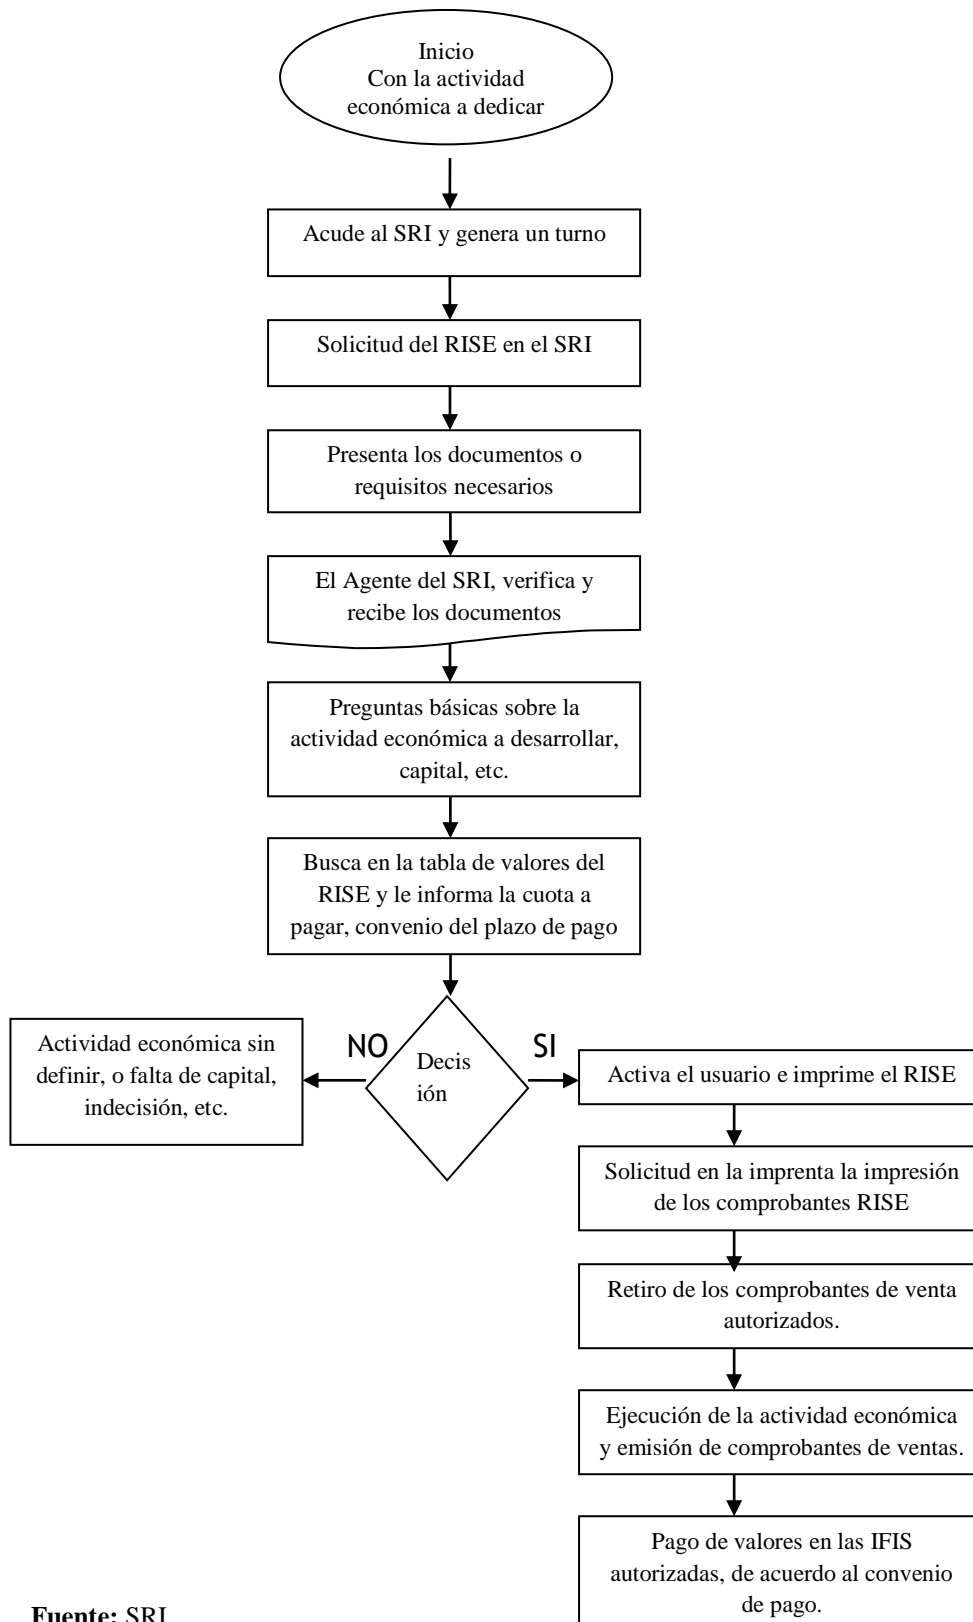 Inicio
Con la actividad
económica a dedicar
Acude al SRI y genera un turno
Solicitud del RISE en el SRI
Presenta los documentos o
requisitos necesarios
El Agente del SRI, verifica y
recibe los documentos
Preguntas básicas sobre la
actividad económica a desarrollar,
capital, etc.
Busca en la tabla de valores del
RISE y le informa la cuota a
pagar, convenio del plazo de pago
Decis
ión
NO
Actividad económica sin
definir, o falta de capital,
indecisión, etc.
SI
Activa el usuario e imprime el RISE
Solicitud en la imprenta la impresión
de los comprobantes RISE
Retiro de los comprobantes de venta
autorizados.
Ejecución de la actividad económica
y emisión de comprobantes de ventas.
Pago de valores en las IFIS
autorizadas, de acuerdo al convenio
de pago.
Fuente: SRI